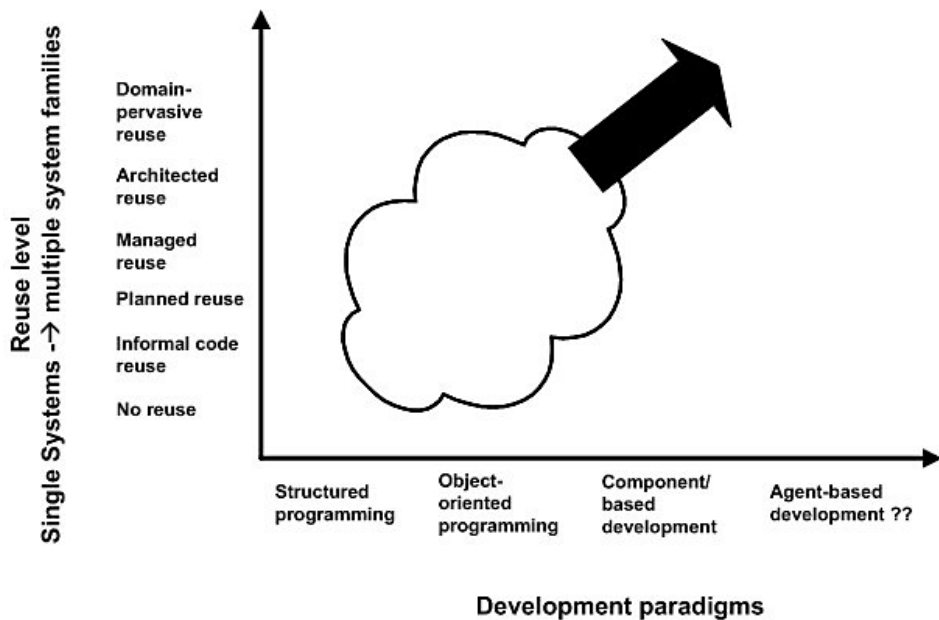 Reuse level
Single Systems -→ multiple system families
Domain-
pervasive
reuse
Architected
reuse
Managed
reuse
Planned reuse
Informal code
reuse
No reuse
Structured
programming
Object-
oriented
programming
Component/
based
development
Agent-based
development ??
Development paradigms